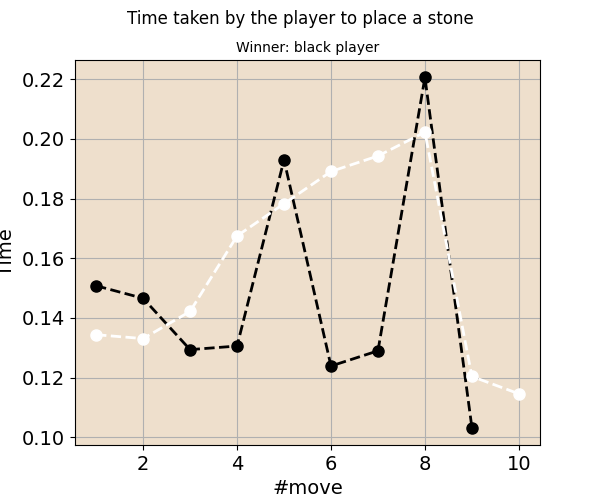 Time taken by the player to place a stone
Winner: black player
0.22
0.20
0.18
0.16
0.14
0.12
0.10
Time
2 4 6 8 10
#move